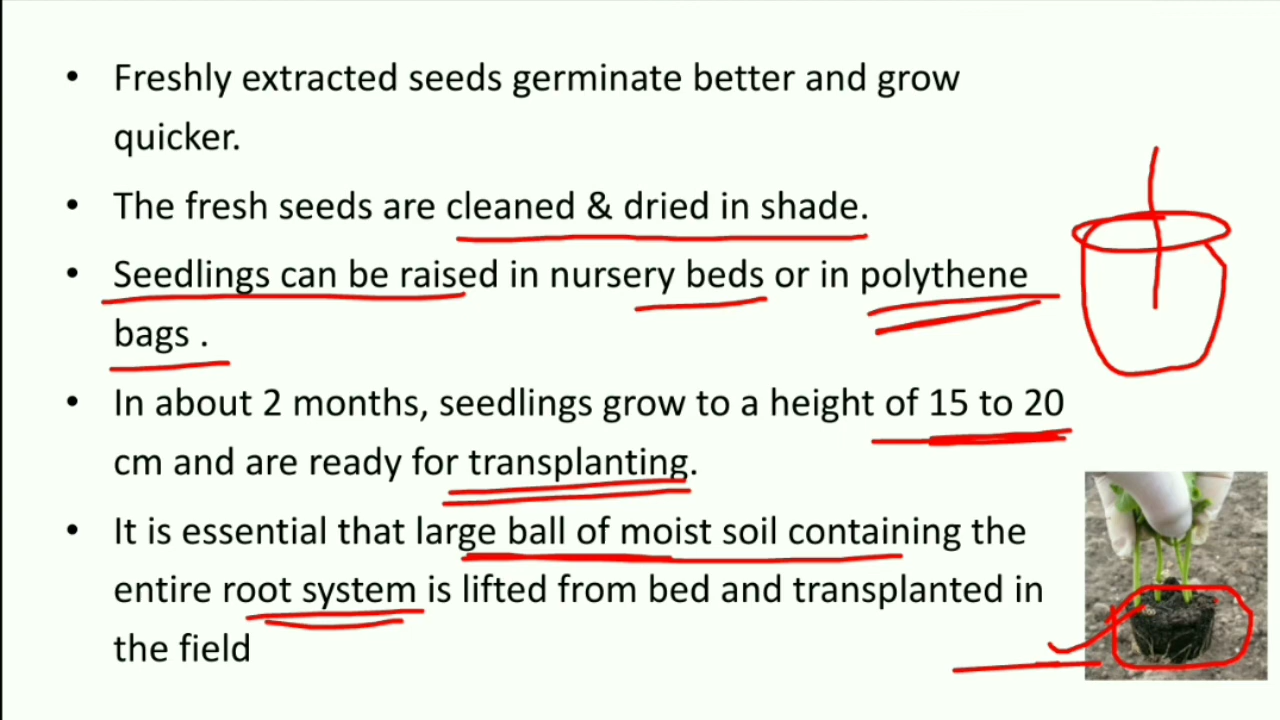 • Freshly extracted seeds germinate better and grow
quicker.
• The fresh seeds are cleaned & dried in shade.
• Seedlings can be raised in nursery beds or in polythene
bags .
• In about 2 months, seedlings grow to a height of 15 to 20
cm and are ready for transplanting.
• It is essential that large ball of moist soil containing the
entire root system is lifted from bed and transplanted in
the field